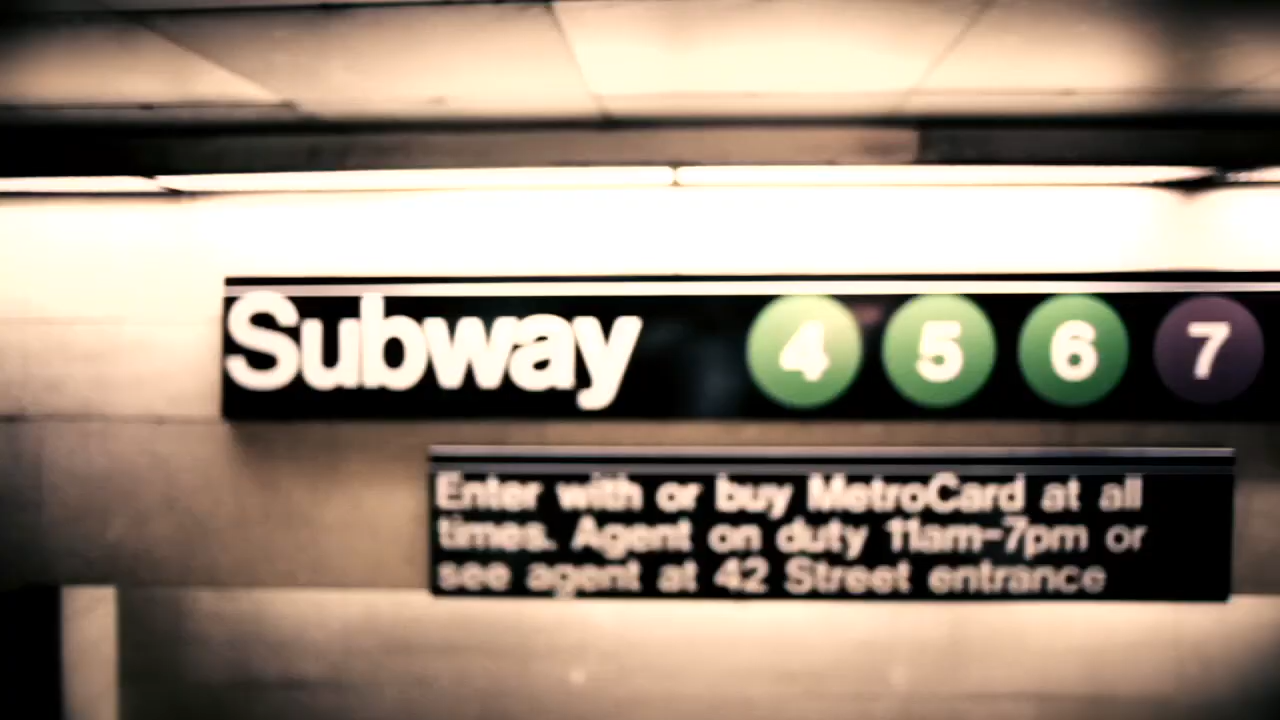 Subway 4 5 6 7
Enter with or buy MetroCard at all
times. Agent on duty 11am-7pm or
see agent at 42 Street entrance